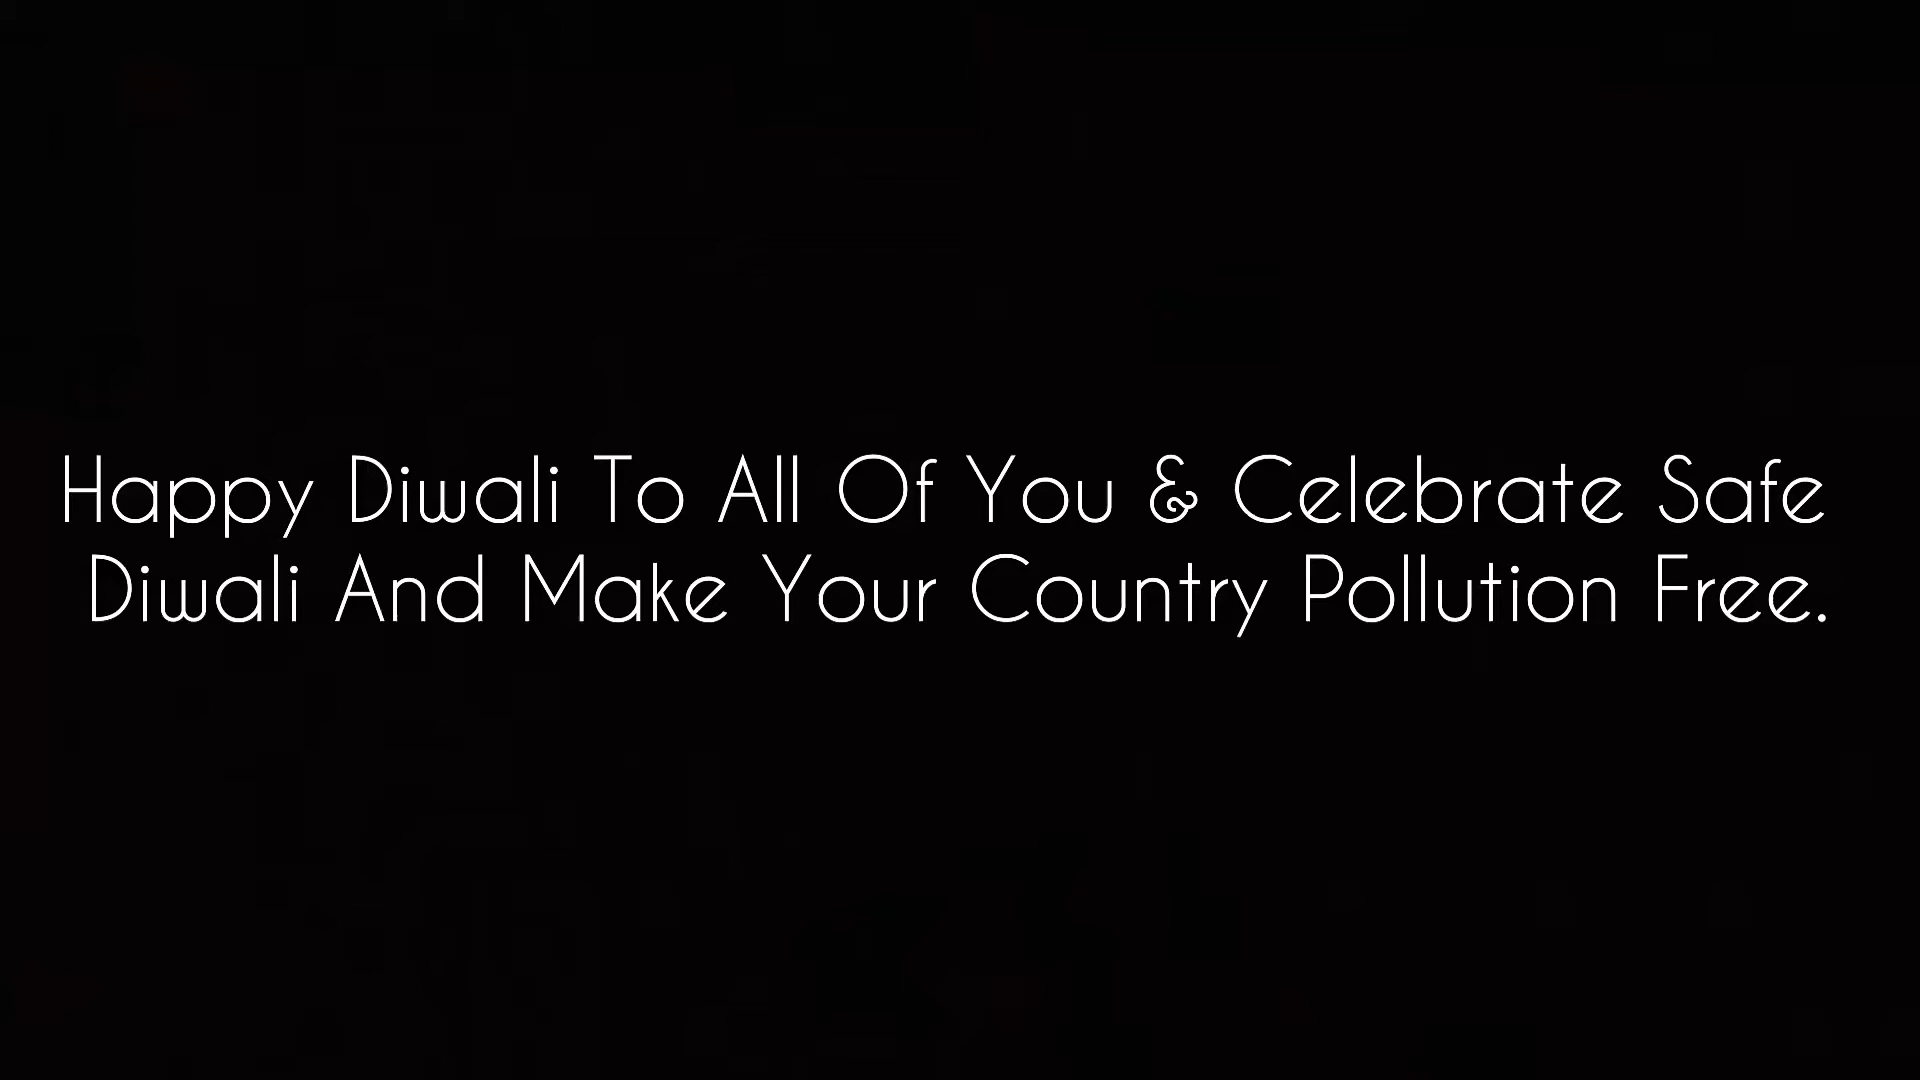 Happy Diwali To All Of You & Celebrate Safe
Diwali And Make Your Country Pollution Free.